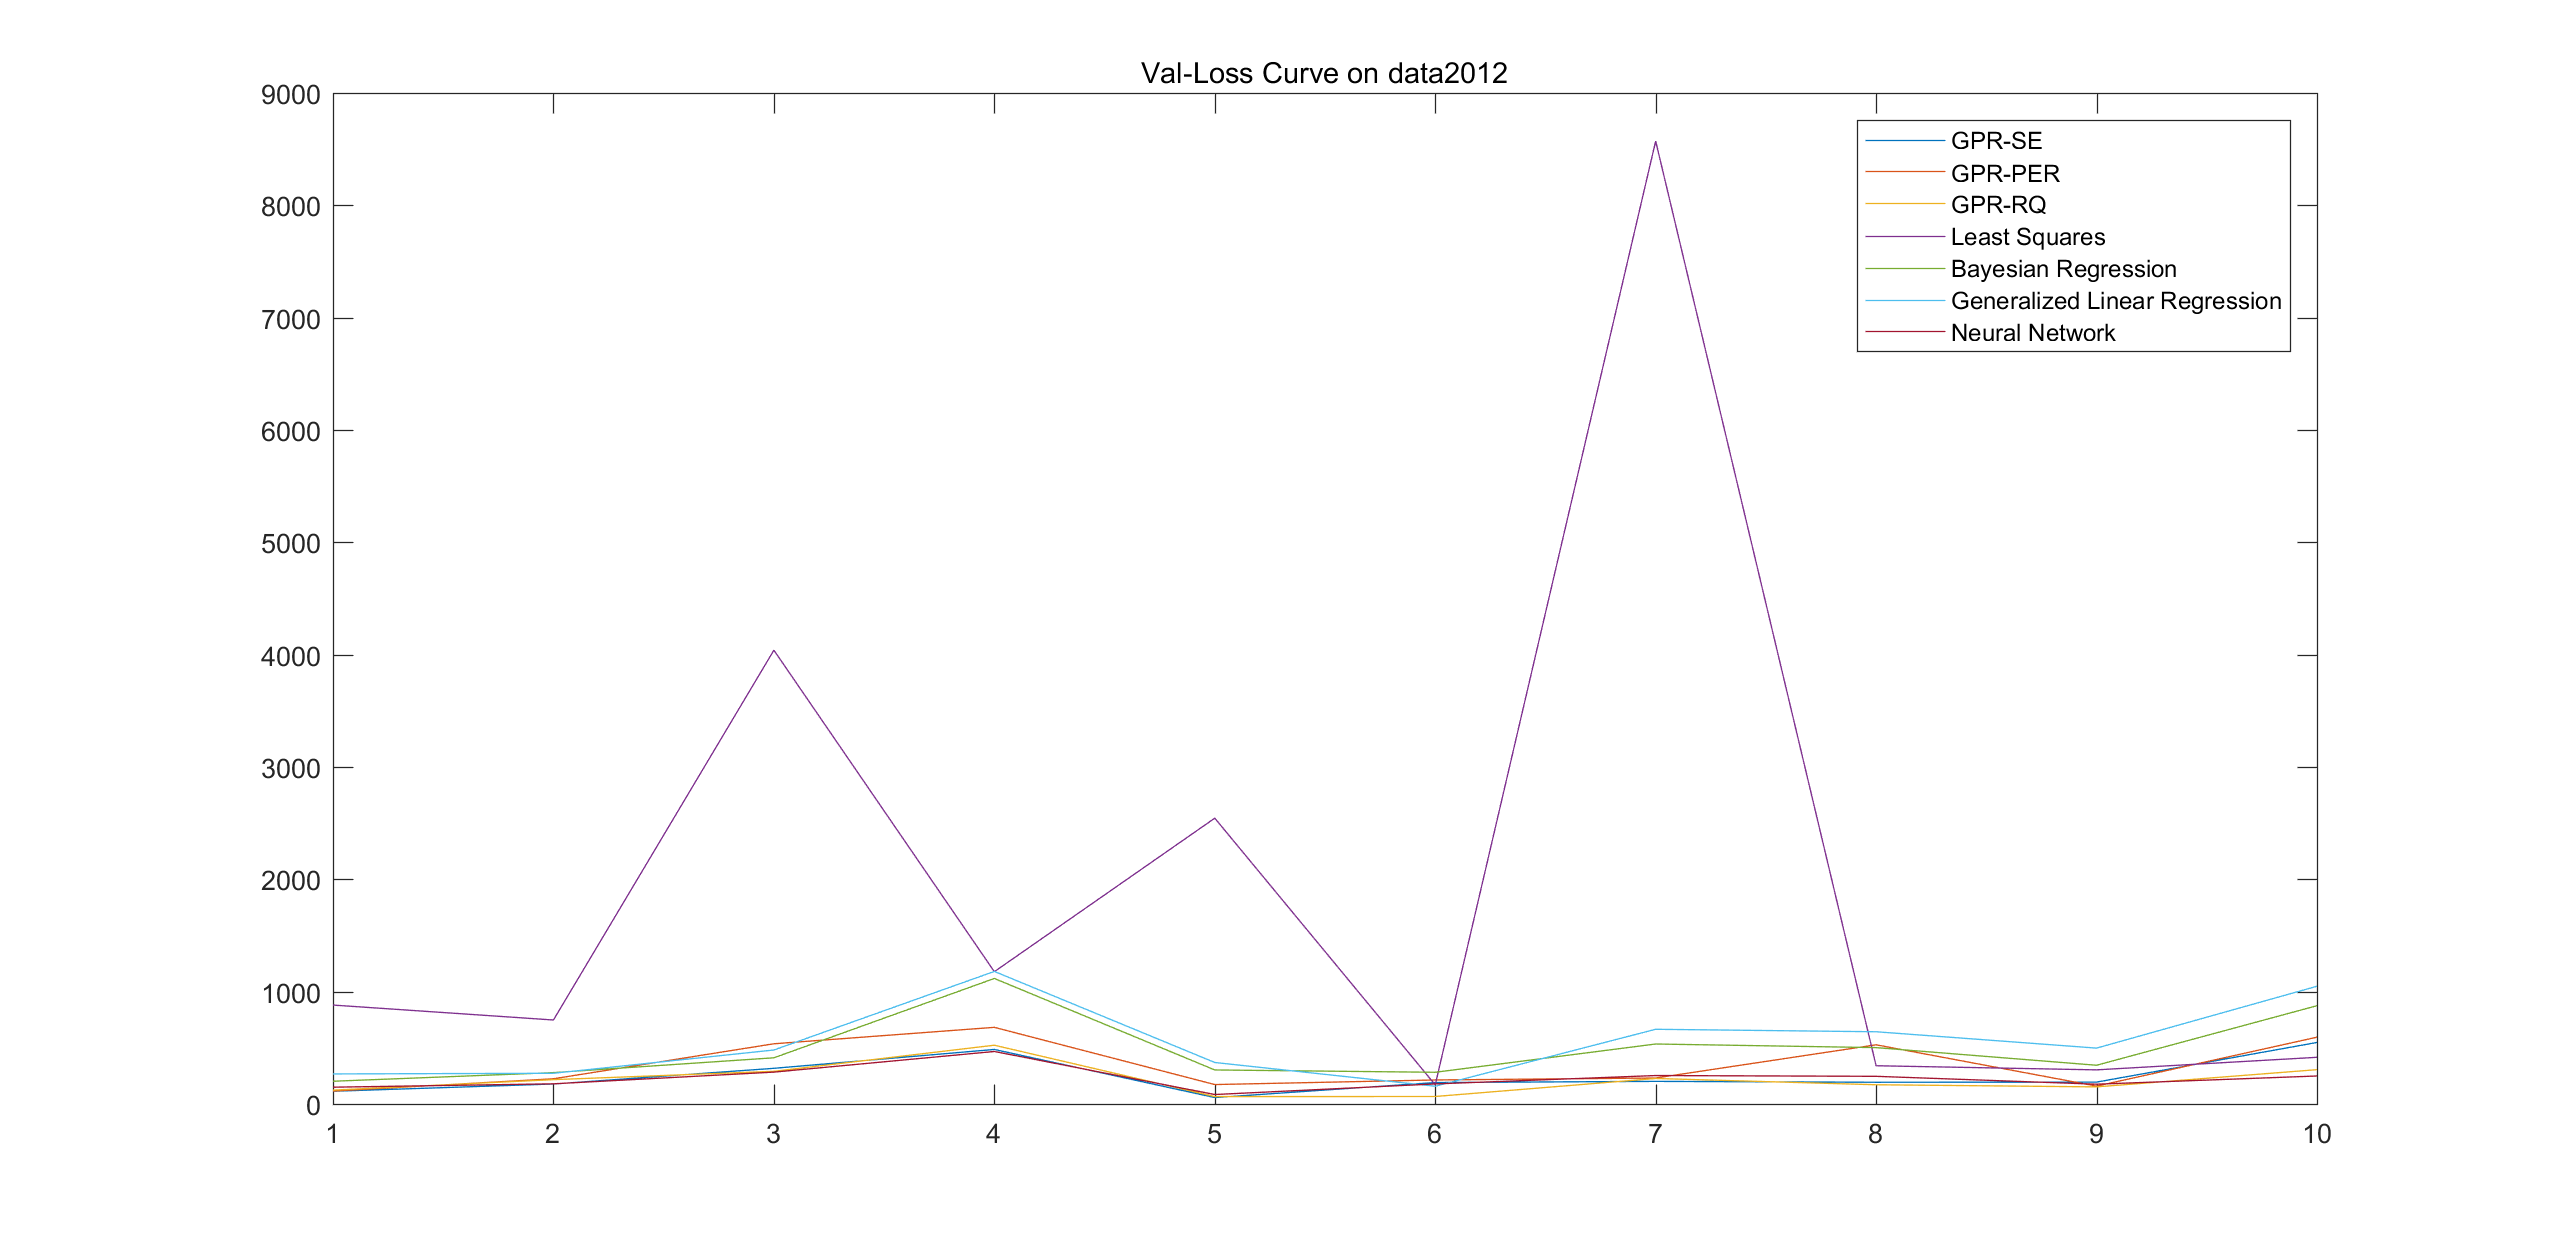 Val-Loss Curve on data2012
9000
8000
7000
6000
5000
4000
3000
2000
1000
0
1 2 3 4 5 6 7 8 9 10
GPR-SE
GPR-PER
GPR-RQ
Least Squares
Bayesian Regression
Generalized Linear Regression
Neural Network